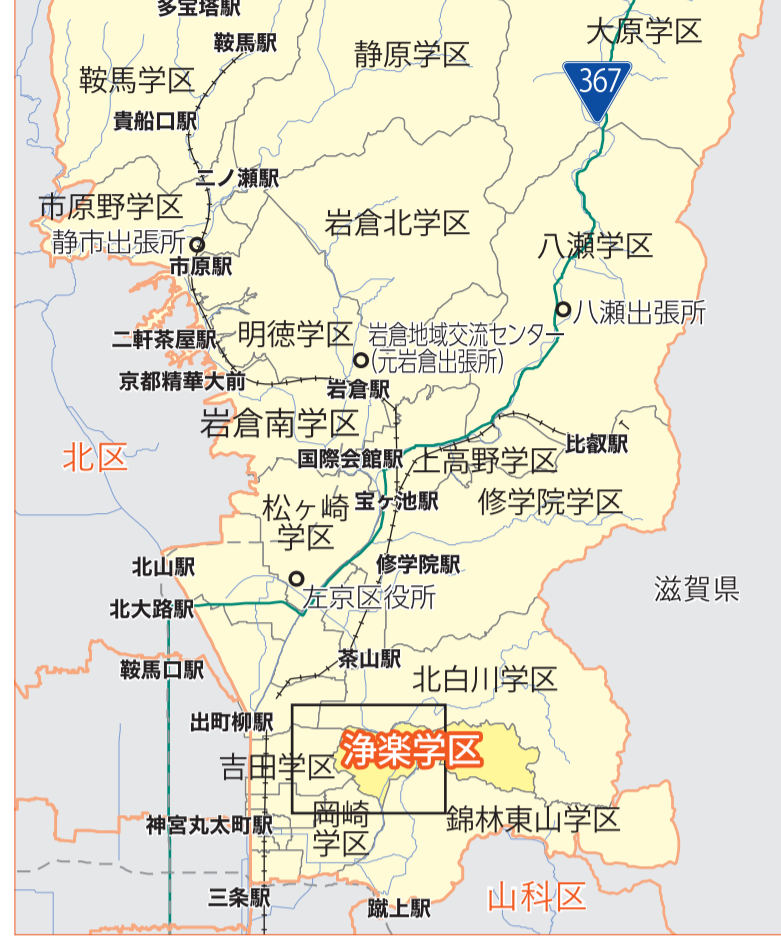 多宝塔駅
大原学区
鞍馬駅
静原学区
鞍馬学区
367
貴船口駅
二ノ瀬駅
市原野学区
岩倉北学区
静市出張所
八瀬学区
市原駅
八瀬出張所
二軒茶屋駅
明徳学区
岩倉地域交流センター
(元岩倉出張所)
京都精華大前
岩倉駅
岩倉南学区
北区
国際会館駅
上高野学区
比叡駅
松ヶ崎
学区
宝ヶ池駅
修学院学区
北山駅
修学院駅
左京区役所
滋賀県
北大路駅
鞍馬口駅
茶山駅
北白川学区
出町柳駅
浄楽学区
吉田学区
神宮丸太町駅
岡崎
学区
錦林東山学区
三条駅
蹴上駅
山科区